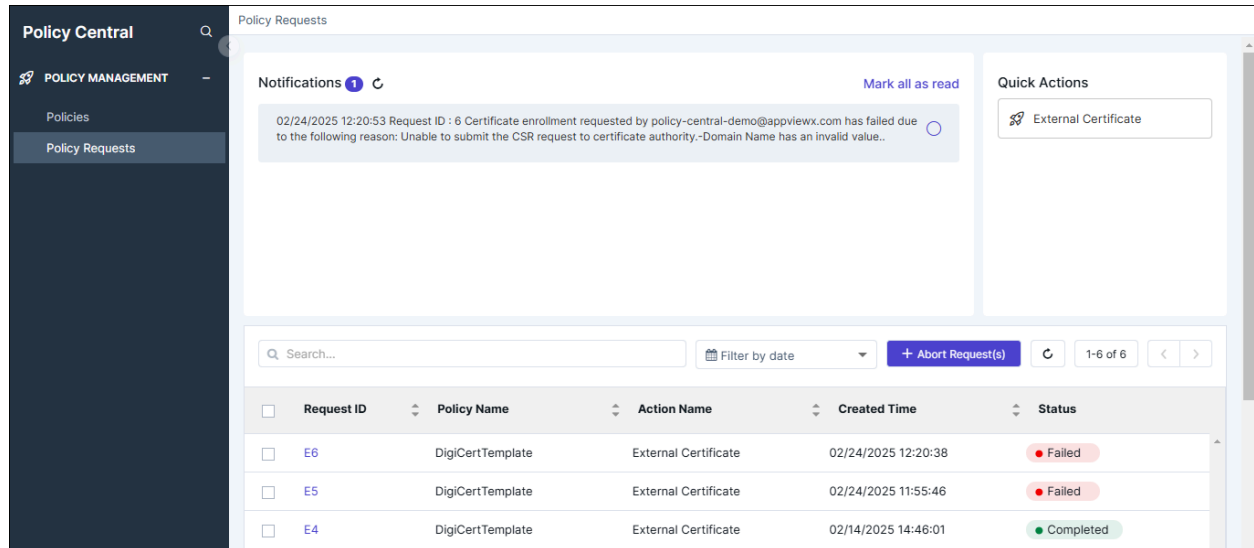 Policy Central
Policy Requests
POLICY MANAGEMENT
Policies
Policy Requests
Notifications 1
Mark all as read
02/24/2025 12:20:53 Request ID : 6 Certificate enrollment requested by policy-central-demo@appviewx.com has failed due
to the following reason: Unable to submit the CSR request to certificate authority.-Domain Name has an invalid value..
Quick Actions
External Certificate
Search...
Filter by date
+ Abort Request(s)
1-6 of 6
Request ID Policy Name Action Name Created Time Status
E6 DigiCertTemplate External Certificate 02/24/2025 12:20:38 Failed
E5 DigiCertTemplate External Certificate 02/24/2025 11:55:46 Failed
E4 DigiCertTemplate External Certificate 02/14/2025 14:46:01 Completed